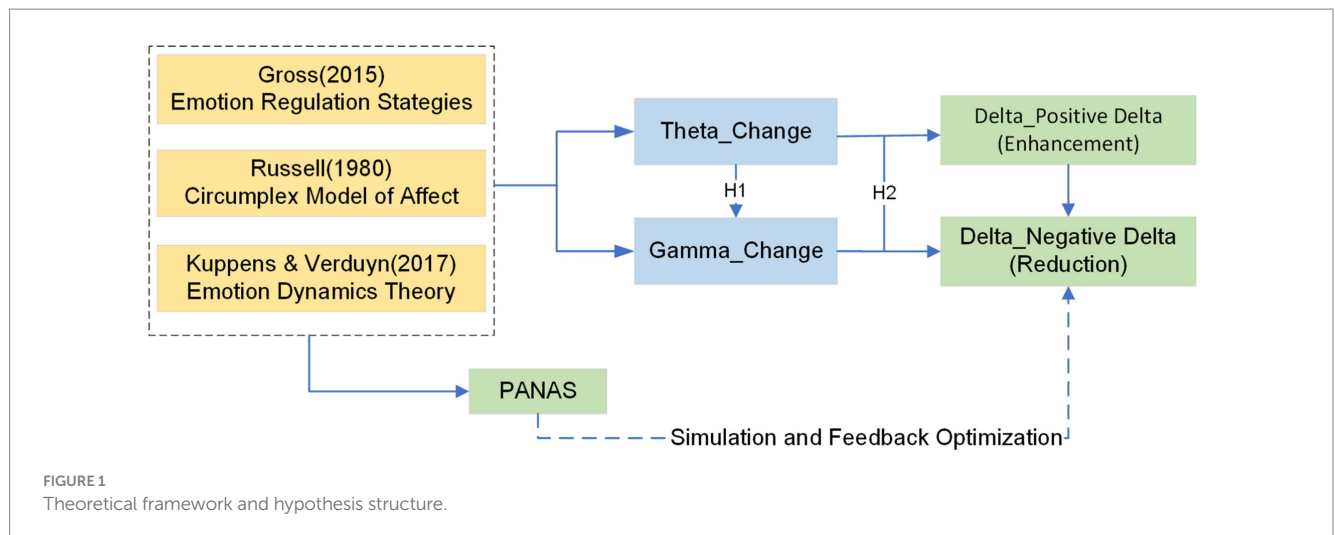 Gross(2015)
Emotion Regulation Stategies
Russell(1980)
Circumplex Model of Affect
Kuppens & Verduyn(2017)
Emotion Dynamics Theory
Theta_Change
H1
Gamma_Change
H2
Delta_Positive Delta
(Enhancement)
Delta_Negative Delta
(Reduction)
PANAS
Simulation and Feedback Optimization
FIGURE 1
Theoretical framework and hypothesis structure.